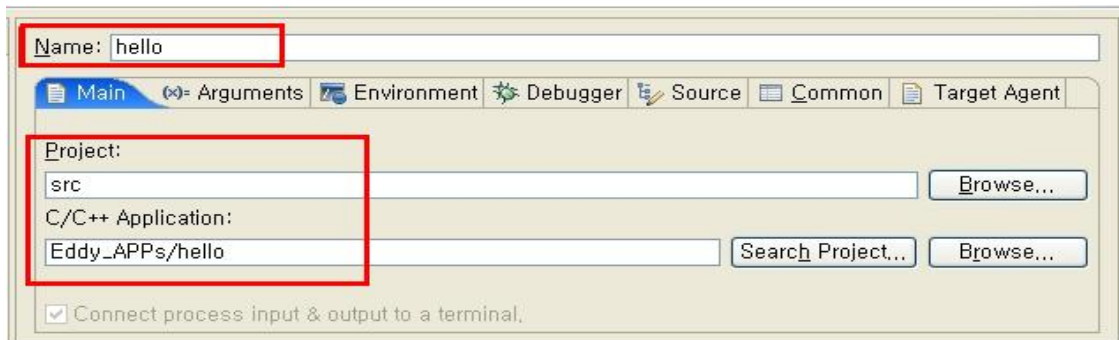 Name: hello
Main (x)= Arguments Environment Debugger Source Common Target Agent
Project:
src Browse...
C/C++ Application:
Eddy_APPs/hello Search Project... Browse...
Connect process input & output to a terminal.